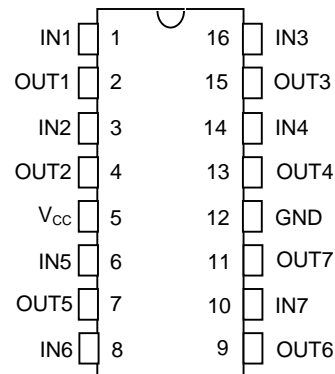 IN1 1 16 IN3
OUT1 2 15 OUT3
IN2 3 14 IN4
OUT2 4 13 OUT4
VCC 5 12 GND
IN5 6 11 OUT7
OUT5 7 10 IN7
IN6 8 9 OUT6